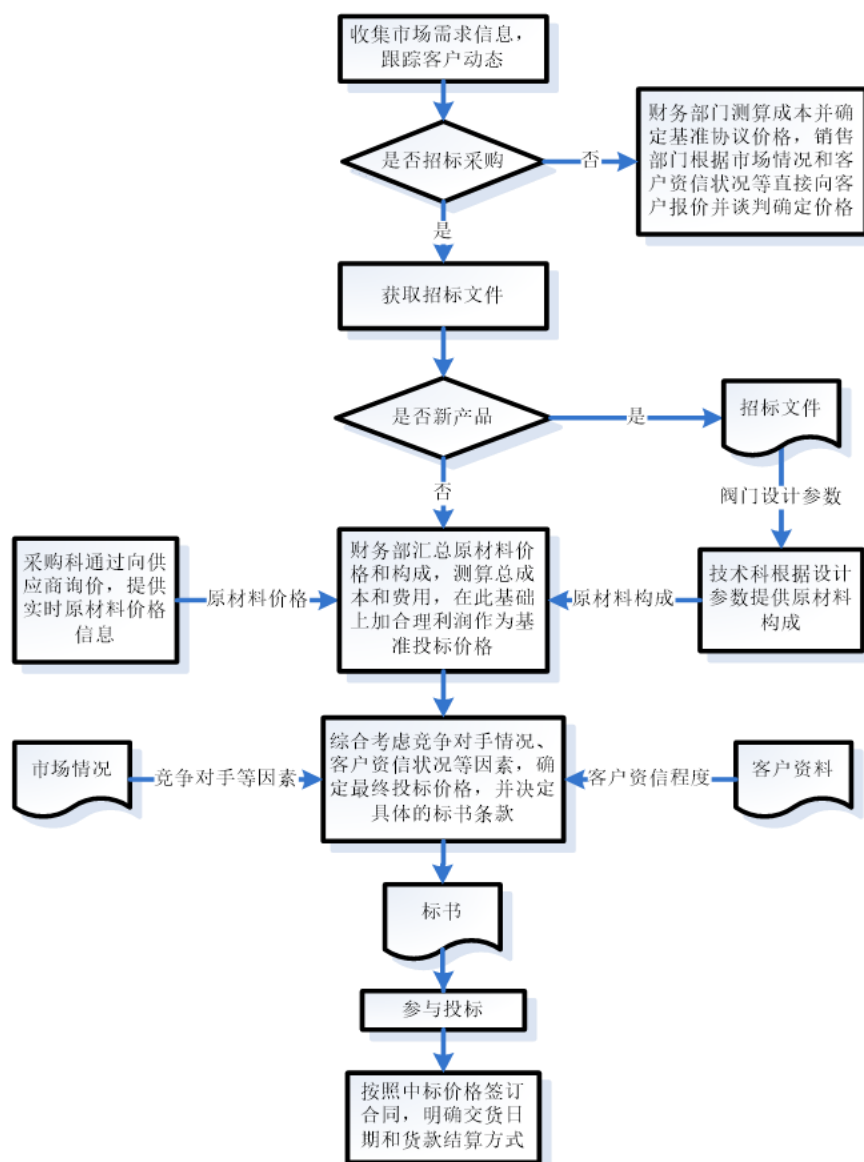 收集市场需求信息，
跟踪客户动态
财务部门测算成本并确
定基准协议价格，销售
部门根据市场情况和客
户资信状况等直接向客
户报价并谈判确定价格
是否招标采购
否
是
获取招标文件
是否新产品
是
招标文件
否
阀门设计参数
采购科通过向供
应商询价，提供
实时原材料价格
信息
原材料价格
财务部汇总原材料价
格和构成，测算总成
本和费用，在此基础
上加合理利润作为基
准投标价格
原材料构成
技术科根据设计
参数提供原材料
构成
市场情况
竞争对手等因素
综合考虑竞争对手情况、
客户资信状况等因素，确
定最终投标价格，并决定
具体的标书条款
客户资信程度
客户资料
标书
参与投标
按照中标价格签订
合同，明确交货日
期和货款结算方式